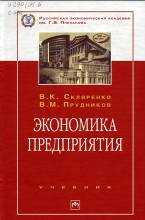 Российская экономическая академия
им. Г.В. Плеханова
В.К. Скляренко
В.М. Прудников
ЭКОНОМИКА
ПРЕДПРИЯТИЯ
УЧЕБНИК